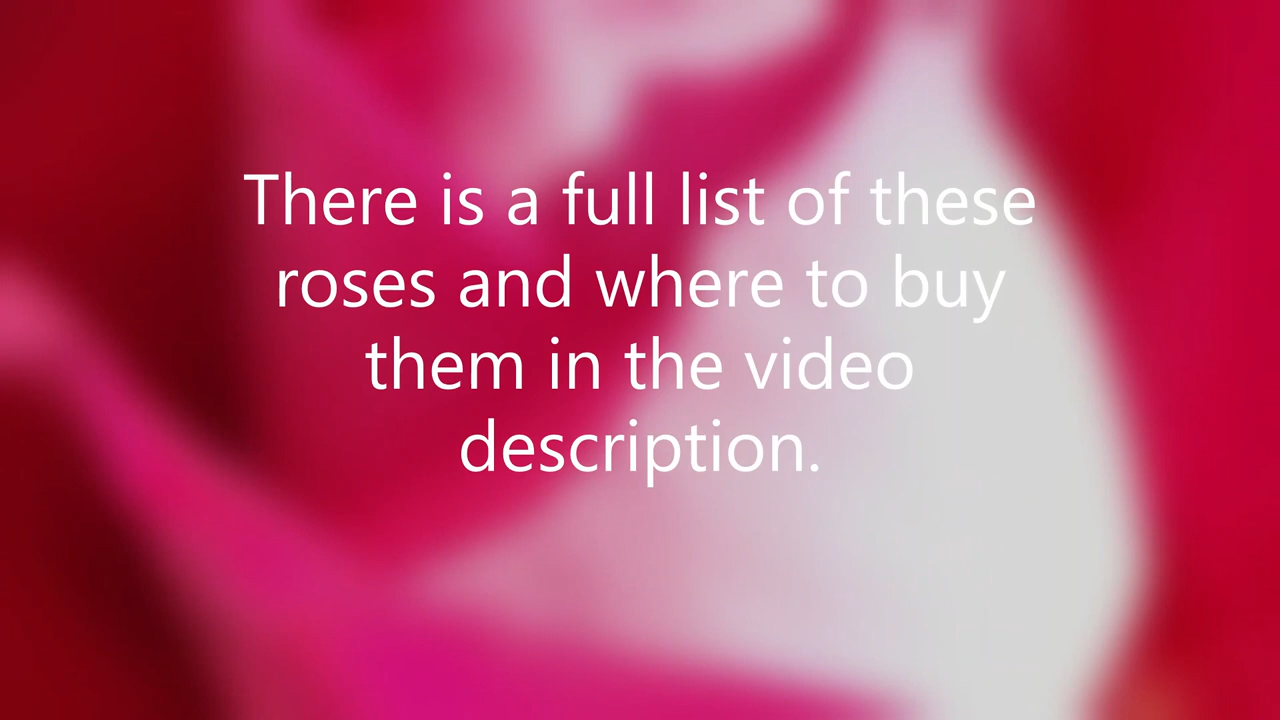 There is a full list of these
roses and where to buy
them in the video
description.